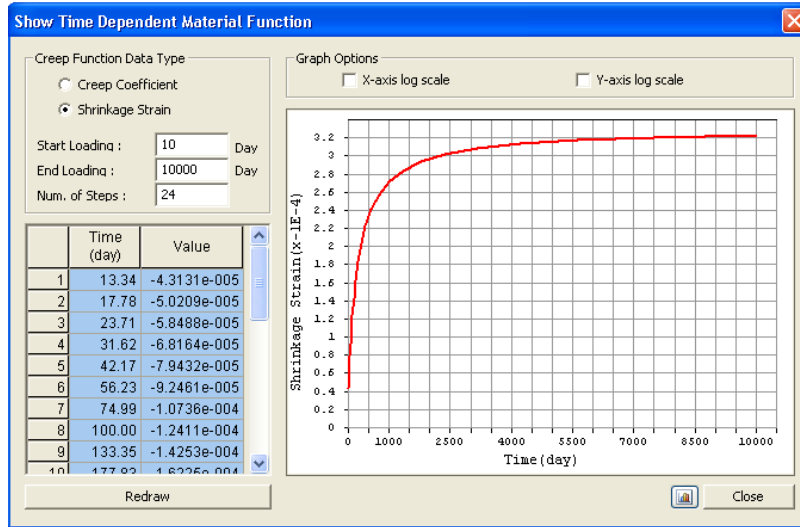 Show Time Dependent Material Function
Creep Function Data Type
Creep Coefficient
Shrinkage Strain
Start Loading : 10 Day
End Loading : 10000 Day
Num. of Steps : 24
Time (day) Value
1 13.34 -4.3131e-005
2 17.78 -5.0209e-005
3 23.71 -5.8488e-005
4 31.62 -6.8164e-005
5 42.17 -7.9432e-005
6 56.23 -9.2461e-005
7 74.99 -1.0736e-004
8 100.00 -1.2411e-004
9 133.35 -1.4253e-004
10 177.83 -1.6225e-004
Redraw
Graph Options
X-axis log scale
Y-axis log scale
3.2
3
2.8
2.6
2.4
2.2
2
1.8
1.6
1.4
1.2
1
0.8
0.6
0.4
0.2
0
Shrinkage Strain(x-1E-4)
0 1000 2500 4000 5500 7000 8500 10000
Time(day)
Close